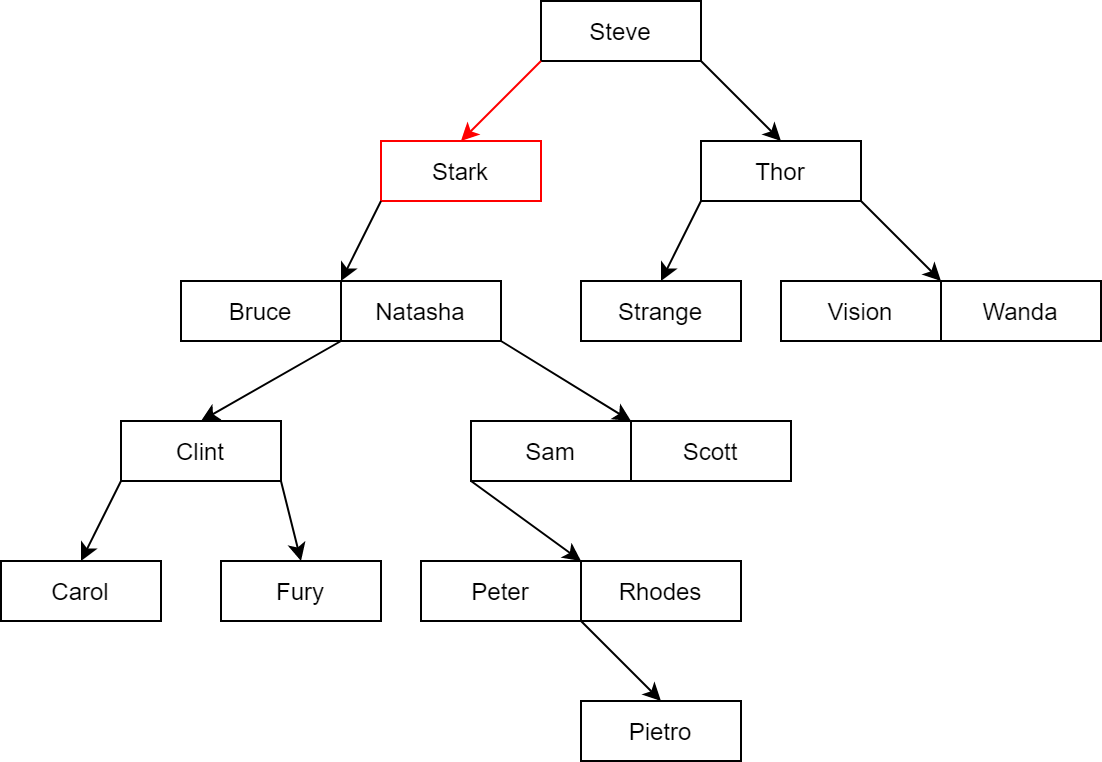 Steve
Stark
Thor
Bruce
Natasha
Strange
Vision
Wanda
Clint
Sam
Scott
Carol
Fury
Peter
Rhodes
Pietro